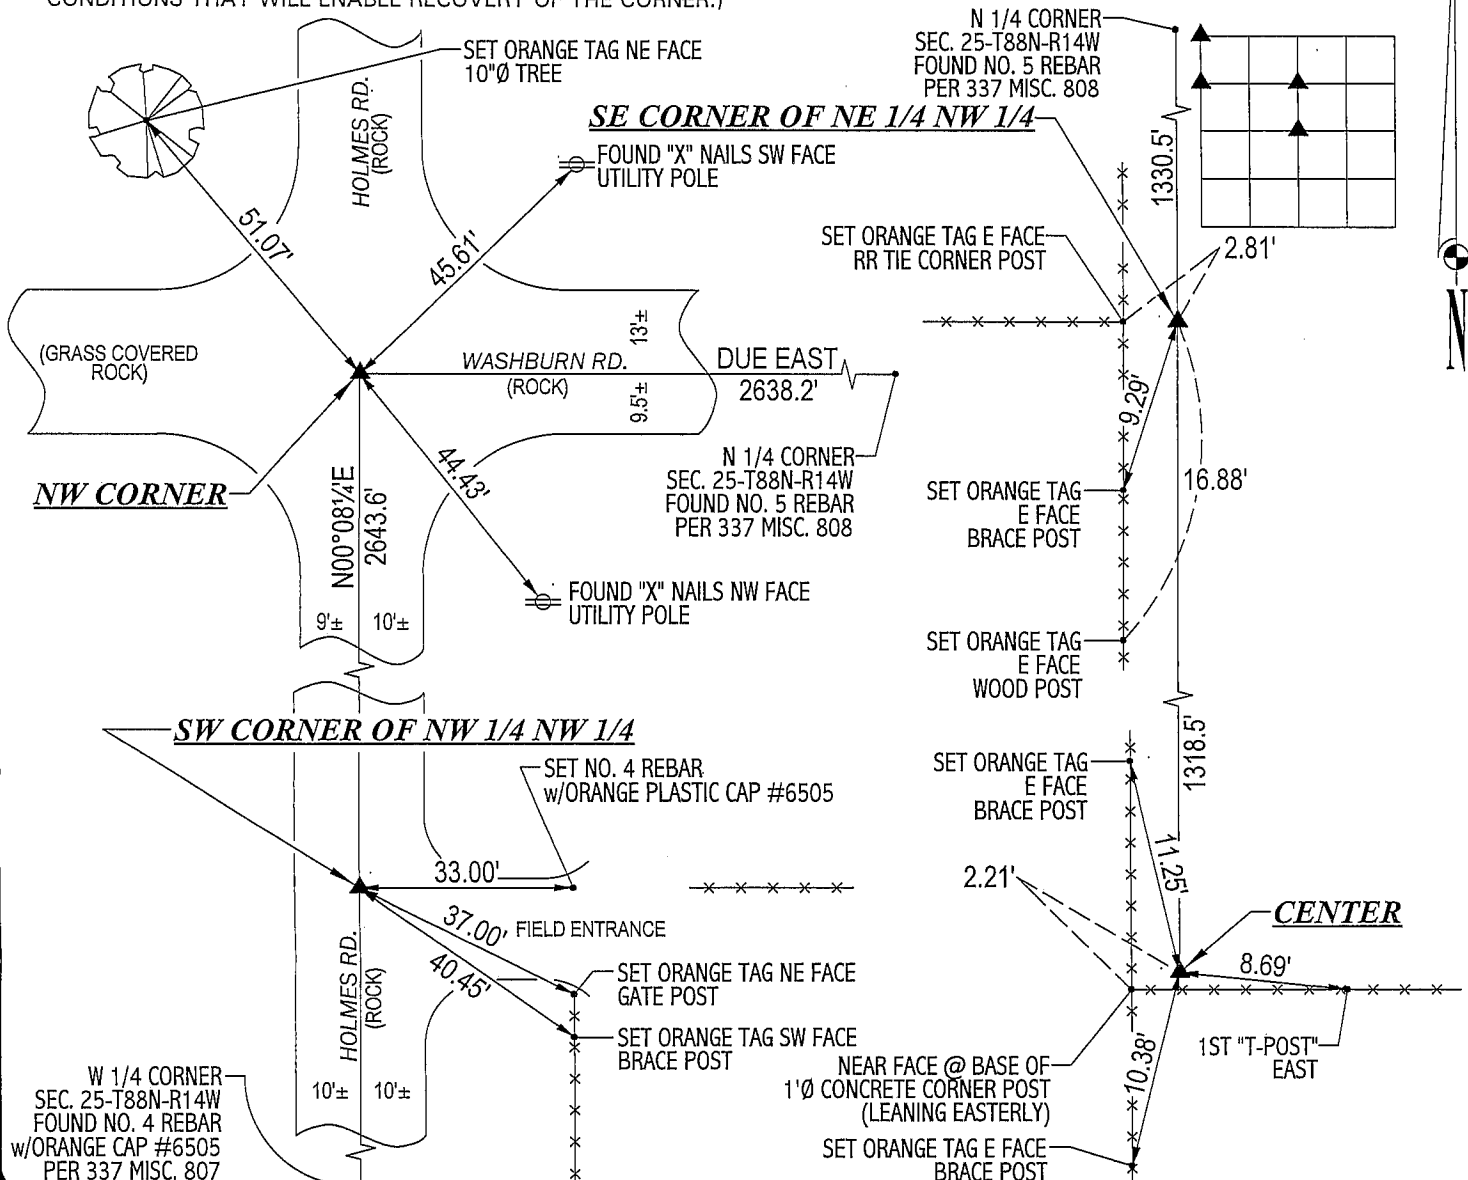 CONDITIONS THAT WILL ENABLE RECOVERY OF THE CORNER.)
SET ORANGE TAG NE FACE
10"Ø TREE
HOLMES RD.
(ROCK)
N 1/4 CORNER
SEC. 25-T88N-R14W
FOUND NO. 5 REBAR
PER 337 MISC. 808
SE CORNER OF NE 1/4 NW 1/4
FOUND "X" NAILS SW FACE
UTILITY POLE
1330.5'
51.07'
45.61'
SET ORANGE TAG E FACE
RR TIE CORNER POST
2.81'
N
(GRASS COVERED
ROCK)
WASHBURN RD.
(ROCK)
13'±
9.5'±
DUE EAST
2638.2'
9.29'
NW CORNER
N00°08¼'E
2643.6'
44.43'
N 1/4 CORNER
SEC. 25-T88N-R14W
FOUND NO. 5 REBAR
PER 337 MISC. 808
SET ORANGE TAG
E FACE
BRACE POST
16.88'
FOUND "X" NAILS NW FACE
UTILITY POLE
9'±
10'±
SET ORANGE TAG
E FACE
WOOD POST
SW CORNER OF NW 1/4 NW 1/4
1318.5'
SET NO. 4 REBAR
w/ORANGE PLASTIC CAP #6505
SET ORANGE TAG
E FACE
BRACE POST
33.00'
11.25'
2.21'
CENTER
37.00'
FIELD ENTRANCE
40.45'
HOLMES RD.
(ROCK)
8.69'
SET ORANGE TAG NE FACE
GATE POST
SET ORANGE TAG SW FACE
BRACE POST
1ST "T-POST"
EAST
NEAR FACE @ BASE OF
1'Ø CONCRETE CORNER POST
(LEANING EASTERLY)
10.38'
W 1/4 CORNER
SEC. 25-T88N-R14W
FOUND NO. 4 REBAR
w/ORANGE CAP #6505
PER 337 MISC. 807
10'±
10'±
SET ORANGE TAG E FACE
BRACE POST